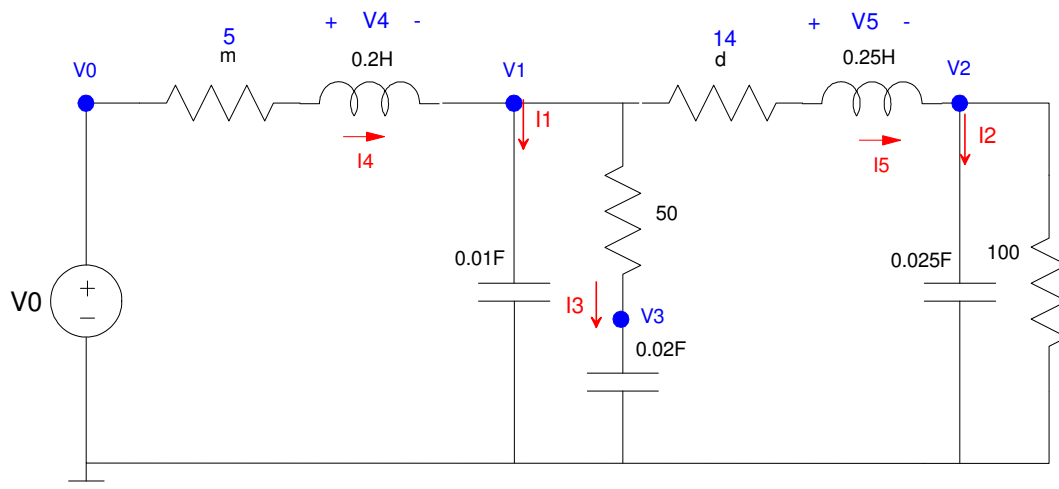 + V4 -
+ V5 -
5
14
m
0.2H
d
0.25H
V0
V1
V2
I1
I2
I4
I5
50
0.01F
0.025F
100
V0
+
−
I3
V3
0.02F